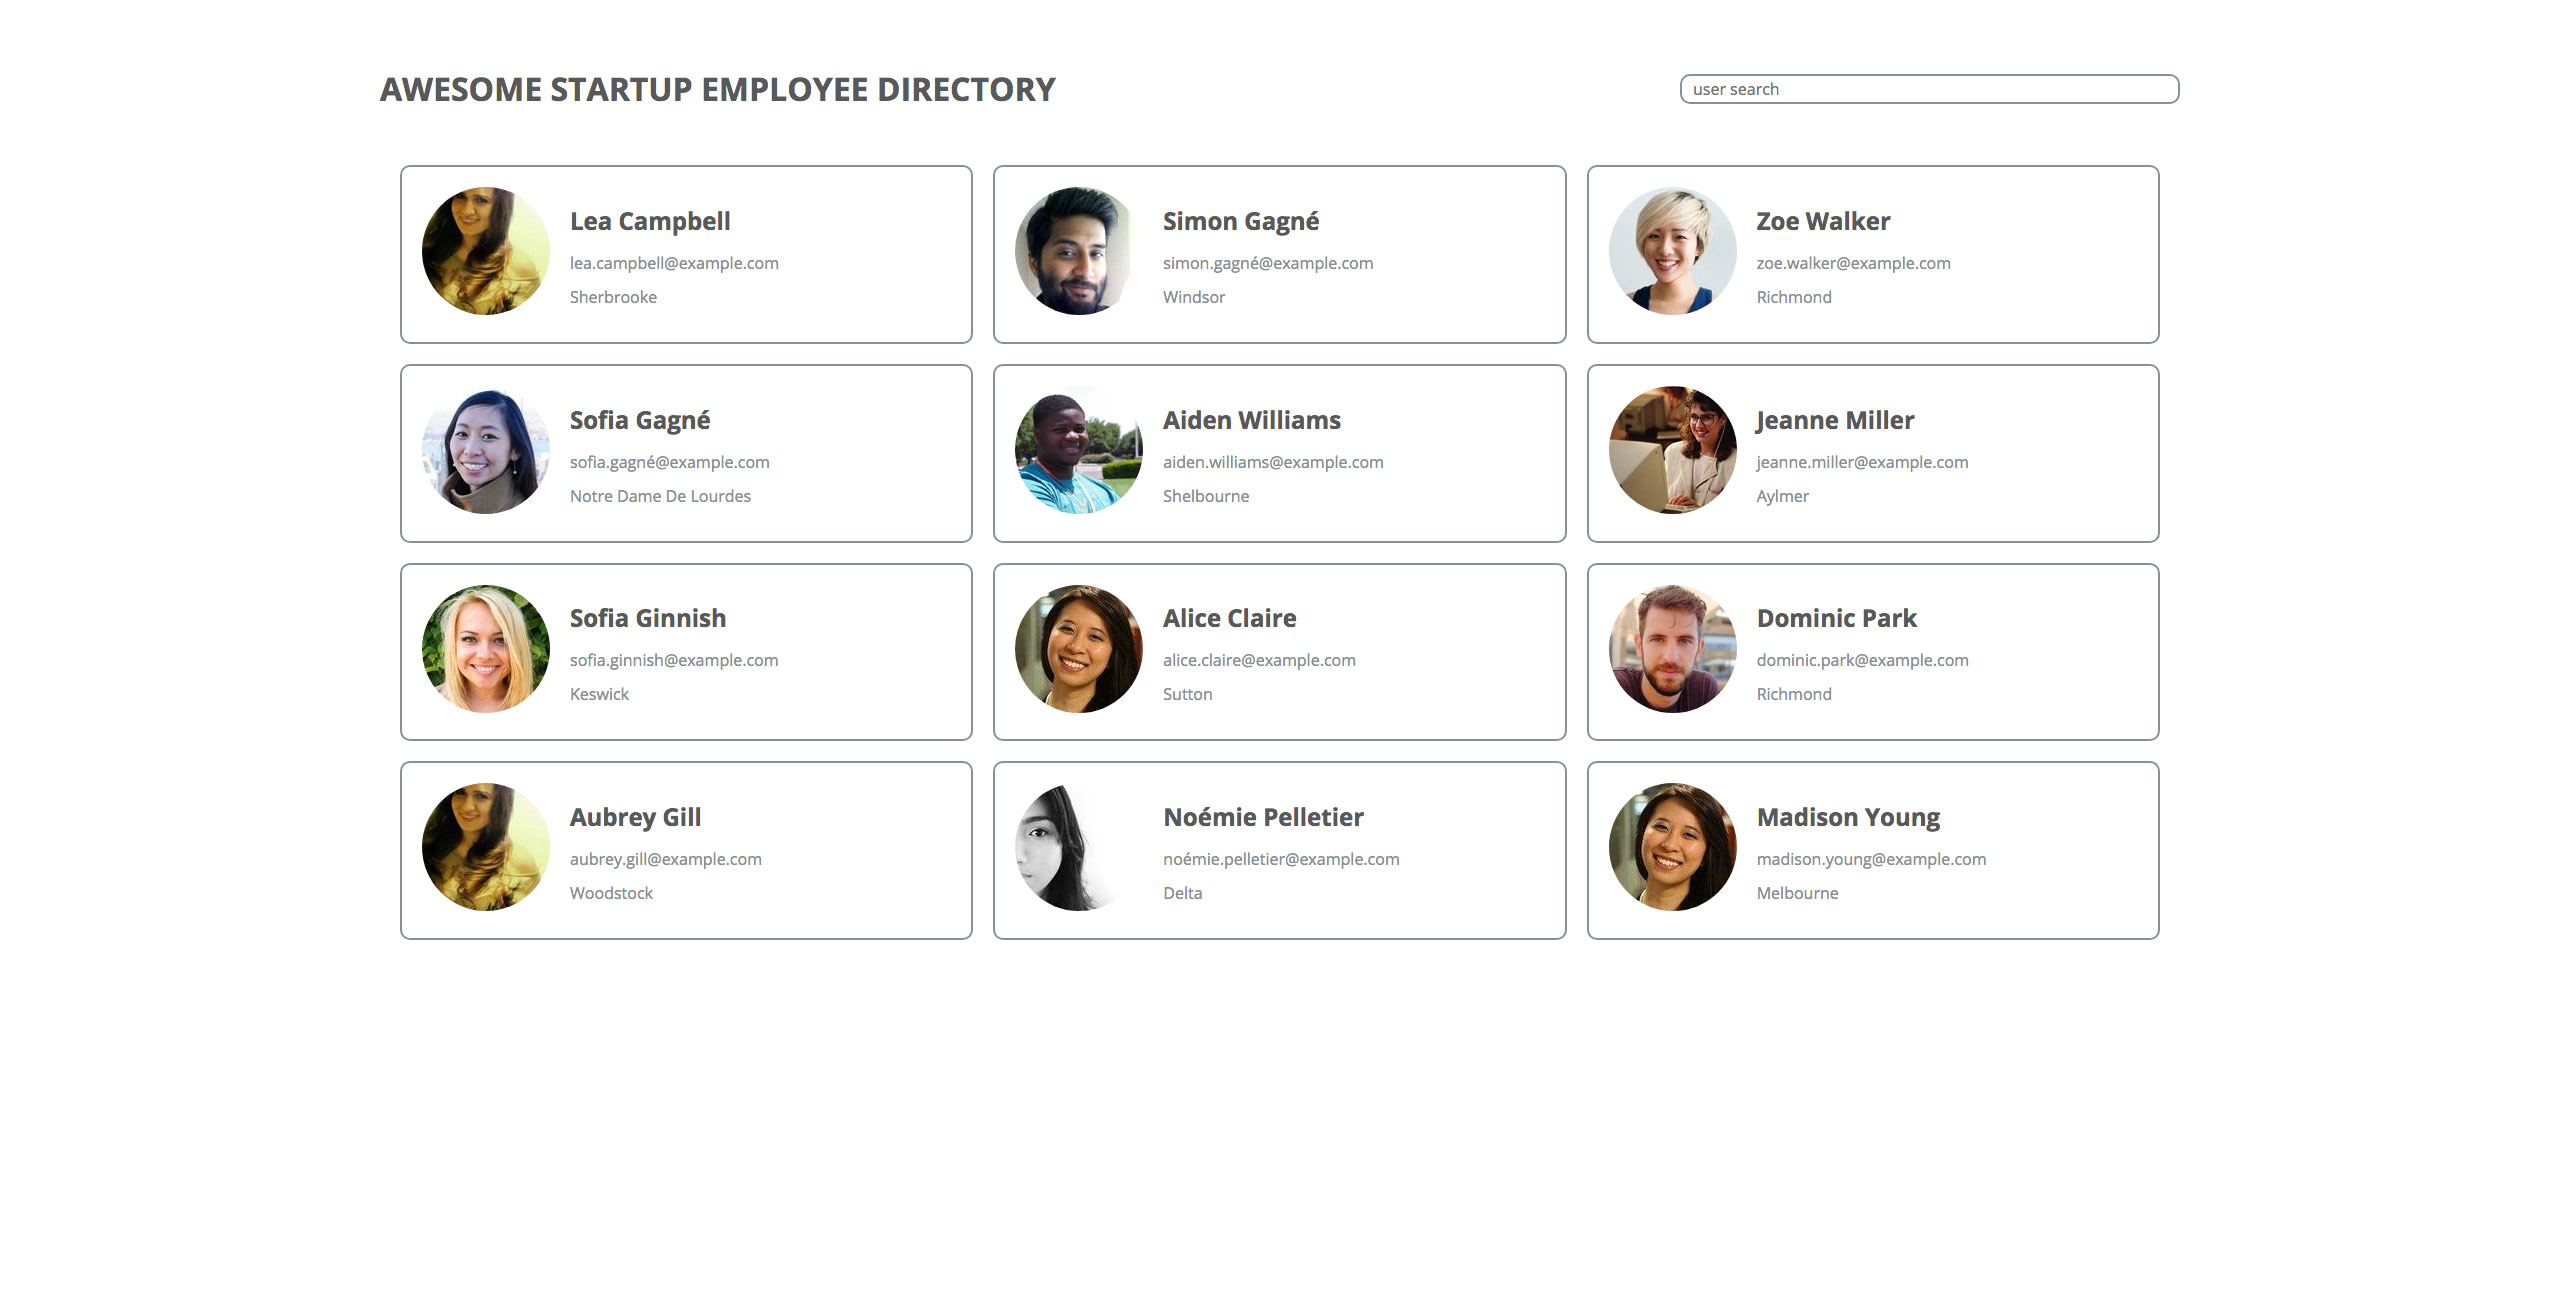 AWESOME STARTUP EMPLOYEE DIRECTORY
user search
Lea Campbell
lea.campbell@example.com
Sherbrooke
Simon Gagné
simon.gagné@example.com
Windsor
Zoe Walker
zoe.walker@example.com
Richmond
Sofia Gagné
sofia.gagné@example.com
Notre Dame De Lourdes
Aiden Williams
aiden.williams@example.com
Shelbourne
Jeanne Miller
jeanne.miller@example.com
Aylmer
Sofia Ginnish
sofia.ginnish@example.com
Keswick
Alice Claire
alice.claire@example.com
Sutton
Dominic Park
dominic.park@example.com
Richmond
Aubrey Gill
aubrey.gill@example.com
Woodstock
Noémie Pelletier
noémie.pelletier@example.com
Delta
Madison Young
madison.young@example.com
Melbourne